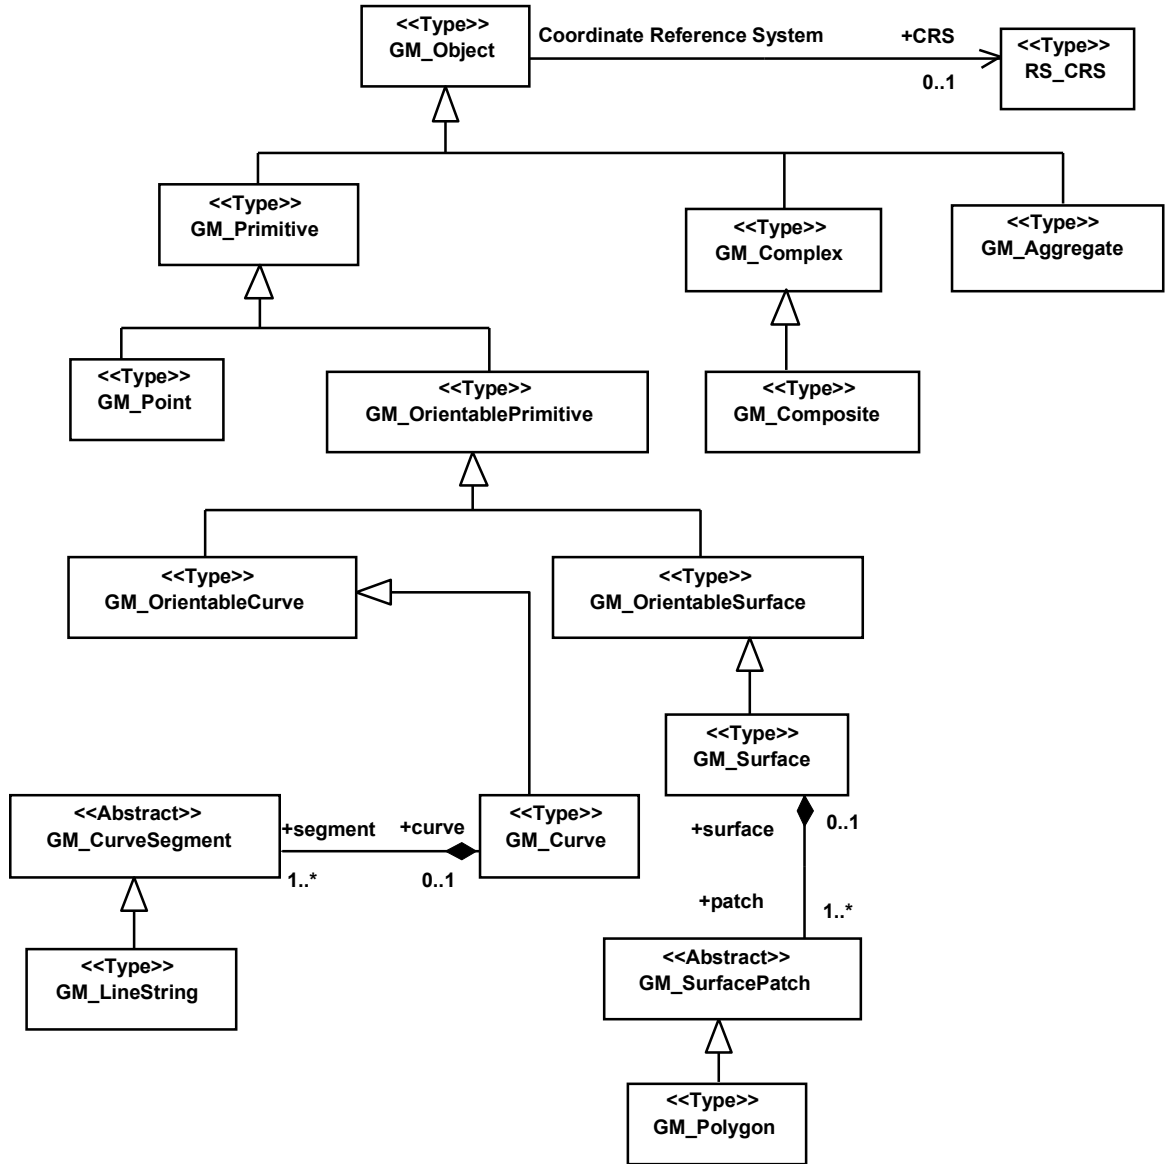 <<Type>>
GM_Object
Coordinate Reference System
+CRS
0..1
<<Type>>
RS_CRS
<<Type>>
GM_Primitive
<<Type>>
GM_Complex
<<Type>>
GM_Aggregate
<<Type>>
GM_Point
<<Type>>
GM_OrientablePrimitive
<<Type>>
GM_Composite
<<Type>>
GM_OrientableCurve
<<Type>>
GM_OrientableSurface
<<Type>>
GM_Surface
<<Abstract>>
GM_CurveSegment
+segment
+curve
1..*
0..1
<<Type>>
GM_Curve
+surface
0..1
+patch
1..*
<<Type>>
GM_LineString
<<Abstract>>
GM_SurfacePatch
<<Type>>
GM_Polygon